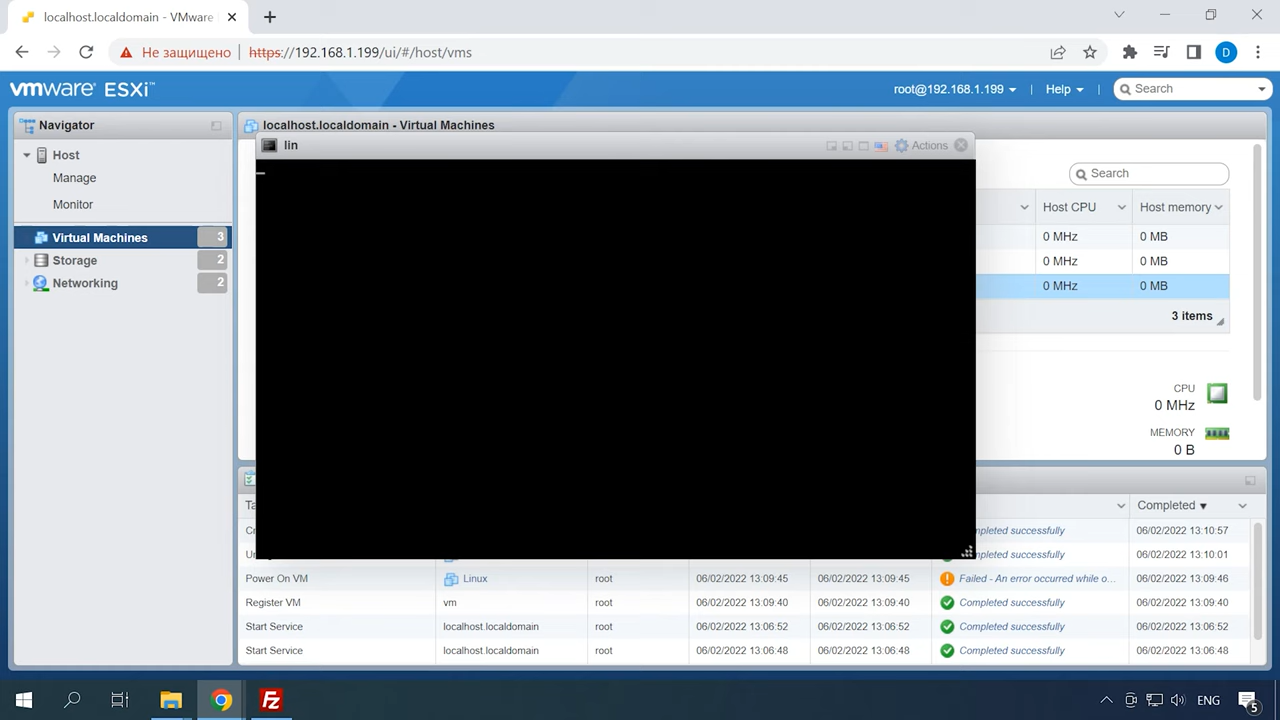 localhost.localdomain - VMware
Не защищено
https://192.168.1.199/ui/#/host/vms
D
vmware ESXi™
root@192.168.1.199
Help
Search
Navigator
localhost.localdomain - Virtual Machines
Host
Manage
Monitor
Virtual Machines 3
Storage 2
Networking 2
lin
Actions
Search
Host CPU Host memory
0 MHz 0 MB
0 MHz 0 MB
0 MHz 0 MB
3 items
CPU
0 MHz
MEMORY
0 B
Completed
Completed successfully 06/02/2022 13:10:57
Completed successfully 06/02/2022 13:10:01
Power On VM Linux root 06/02/2022 13:09:45 06/02/2022 13:09:45 Failed - An error occurred while o... 06/02/2022 13:09:46
Register VM vm root 06/02/2022 13:09:40 06/02/2022 13:09:40 Completed successfully 06/02/2022 13:09:40
Start Service localhost.localdomain root 06/02/2022 13:06:52 06/02/2022 13:06:52 Completed successfully 06/02/2022 13:06:52
Start Service localhost.localdomain root 06/02/2022 13:06:48 06/02/2022 13:06:48 Completed successfully 06/02/2022 13:06:48
Fz
ENG
5